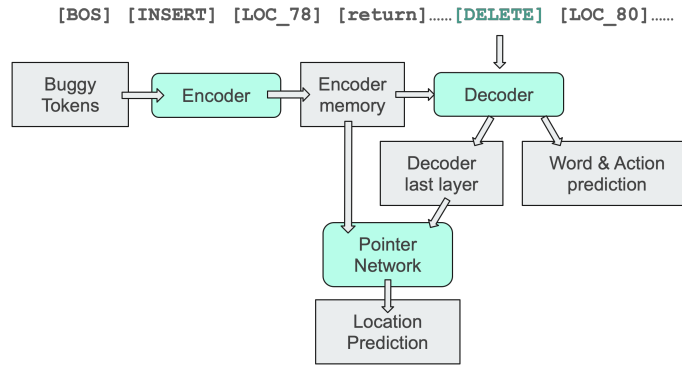 [BOS] [INSERT] [LOC_78] [return]……[DELETE] [LOC_80]……
Buggy
Tokens
Encoder
Encoder
memory
Decoder
Decoder
last layer
Word & Action
prediction
Pointer
Network
Location
Prediction